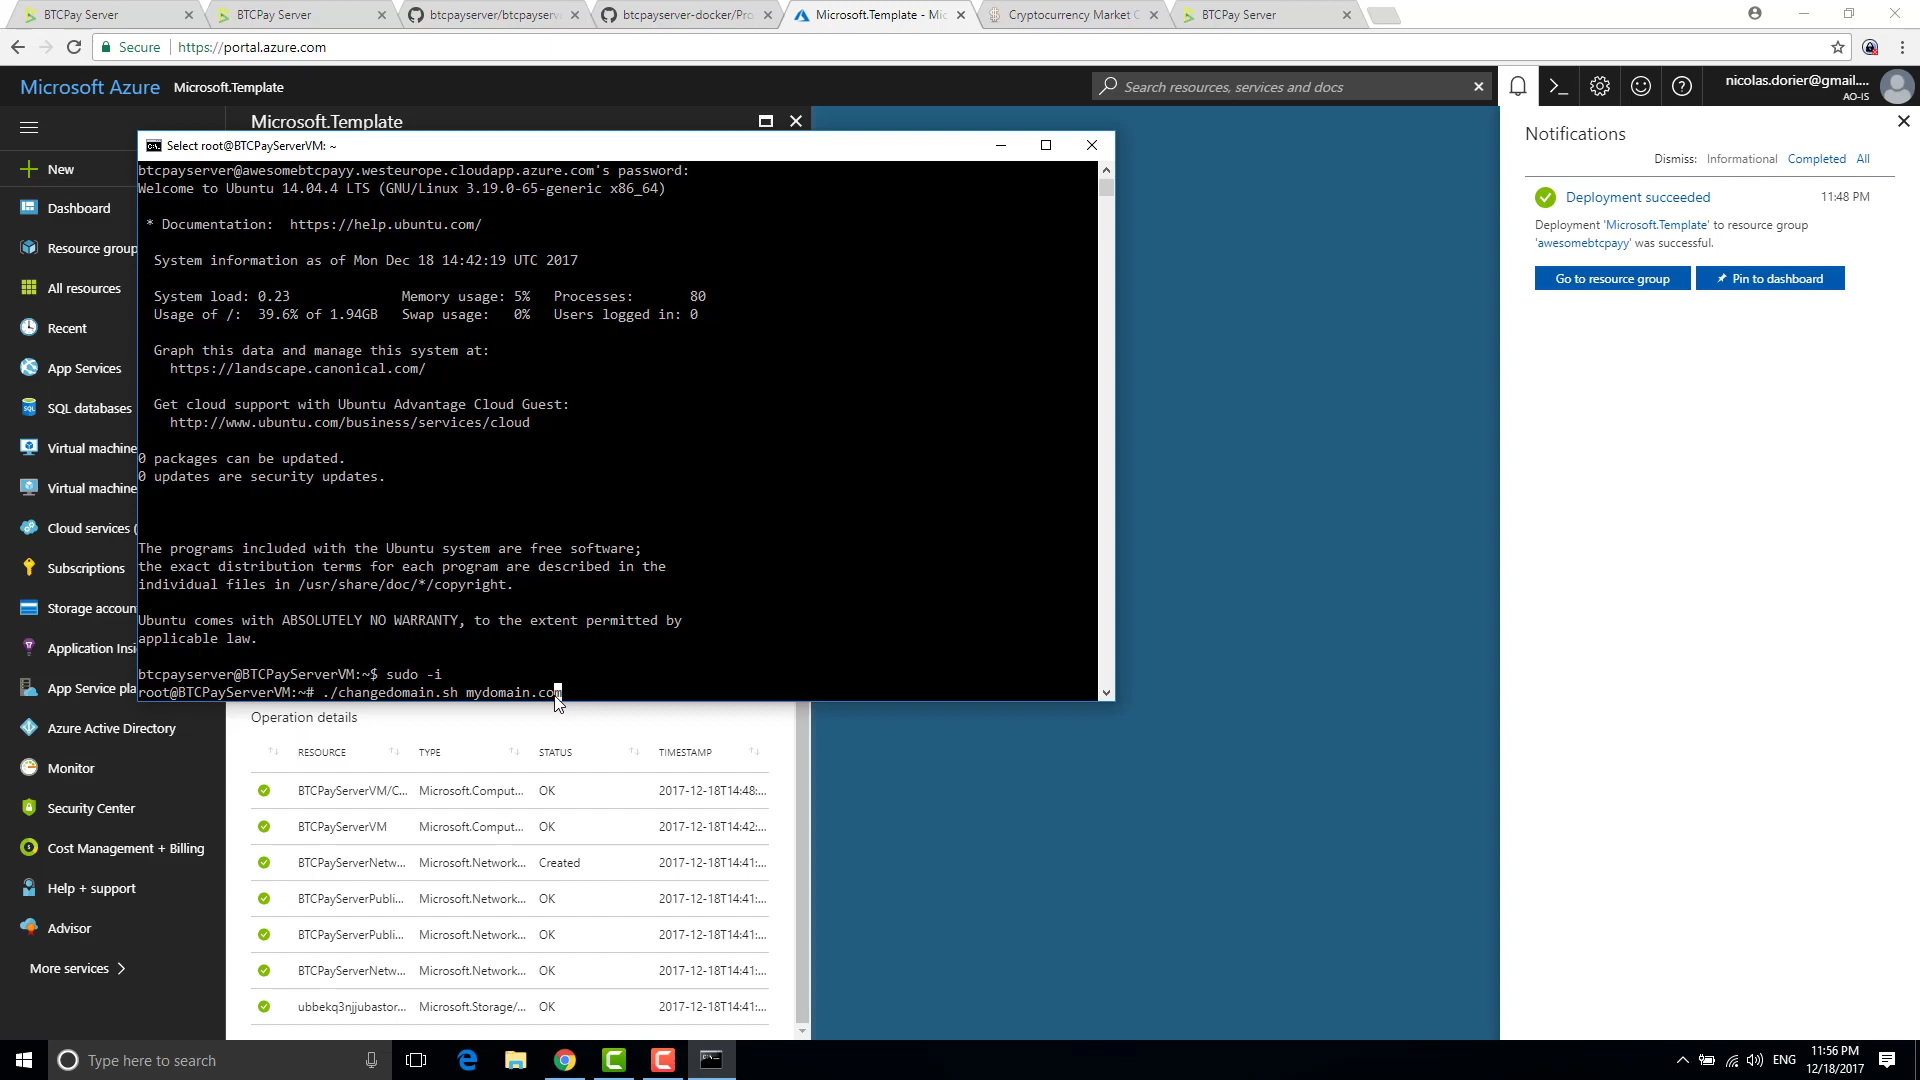 BTCPay Server
BTCPay Server
btcpayserver/btcpayserv
btcpayserver-docker/Pro
Microsoft.Template - Mic
Cryptocurrency Market C
BTCPay Server
Secure
https://portal.azure.com
Microsoft Azure
Microsoft.Template
Search resources, services and docs
nicolas.dorier@gmail....
AO-IS
New
Dashboard
Resource group
All resources
Recent
App Services
SQL databases
Virtual machine
Virtual machine
Cloud services (
Subscriptions
Storage accoun
Application Insi
App Service pla
Azure Active Directory
Monitor
Security Center
Cost Management + Billing
Help + support
Advisor
More services
Microsoft.Template
Select root@BTCPayServerVM: ~
btcpayserver@awesomebtcpayy.westeurope.cloudapp.azure.com's password:
Welcome to Ubuntu 14.04.4 LTS (GNU/Linux 3.19.0-65-generic x86_64)
* Documentation: https://help.ubuntu.com/
System information as of Mon Dec 18 14:42:19 UTC 2017
System load: 0.23 Memory usage: 5% Processes: 80
Usage of /: 39.6% of 1.94GB Swap usage: 0% Users logged in: 0
Graph this data and manage this system at:
https://landscape.canonical.com/
Get cloud support with Ubuntu Advantage Cloud Guest:
http://www.ubuntu.com/business/services/cloud
0 packages can be updated.
0 updates are security updates.
The programs included with the Ubuntu system are free software;
the exact distribution terms for each program are described in the
individual files in /usr/share/doc/*/copyright.
Ubuntu comes with ABSOLUTELY NO WARRANTY, to the extent permitted by
applicable law.
btcpayserver@BTCPayServerVM:~$ sudo -i
root@BTCPayServerVM:~# ./changedomain.sh mydomain.com
Operation details
RESOURCE TYPE STATUS TIMESTAMP
BTCPayServerVM/C... Microsoft.Comput... OK 2017-12-18T14:48:...
BTCPayServerVM Microsoft.Comput... OK 2017-12-18T14:42:...
BTCPayServerNetw... Microsoft.Network... Created 2017-12-18T14:41:...
BTCPayServerPubli... Microsoft.Network... OK 2017-12-18T14:41:...
BTCPayServerPubli... Microsoft.Network... OK 2017-12-18T14:41:...
BTCPayServerNetw... Microsoft.Network... OK 2017-12-18T14:41:...
ubbekq3njjubastor... Microsoft.Storage/... OK 2017-12-18T14:41:...
Notifications
Dismiss: Informational Completed All
Deployment succeeded 11:48 PM
Deployment 'Microsoft.Template' to resource group
'awesomebtcpayy' was successful.
Go to resource group
Pin to dashboard
Type here to search
ENG
11:56 PM
12/18/2017